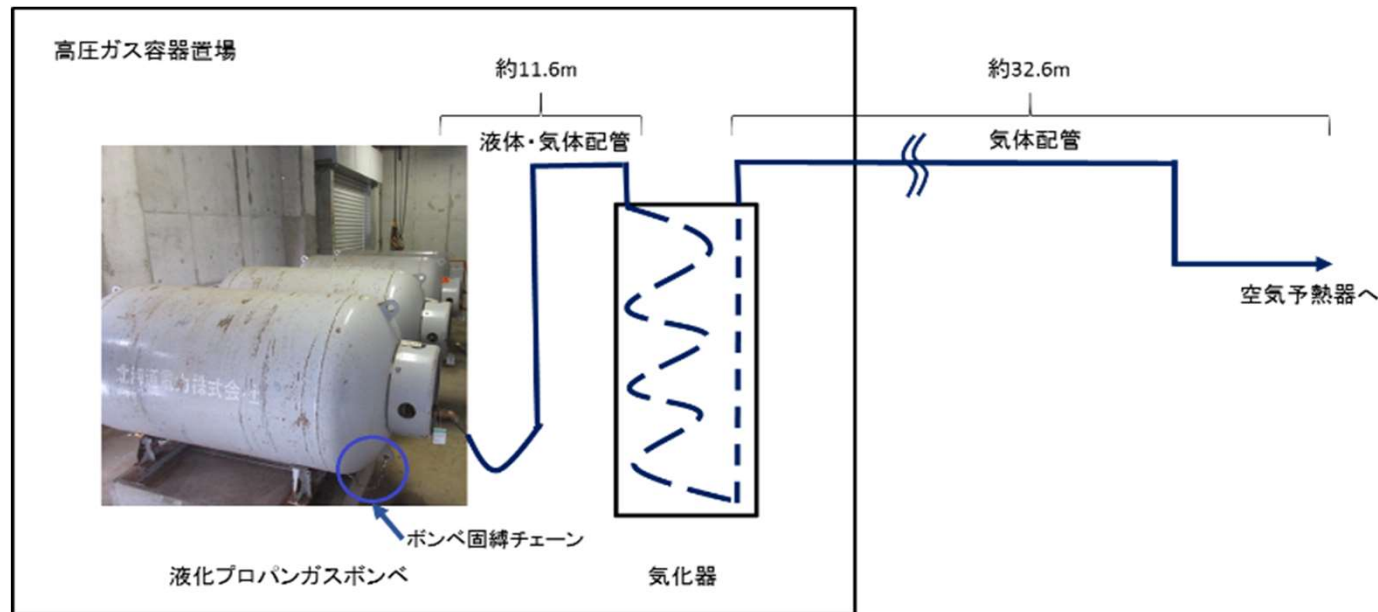 高圧ガス容器置場
約11.6m
約32.6m
液体・気体配管
気体配管
空気予熱器へ
ボンベ固縛チェーン
液化プロパンガスボンベ
気化器